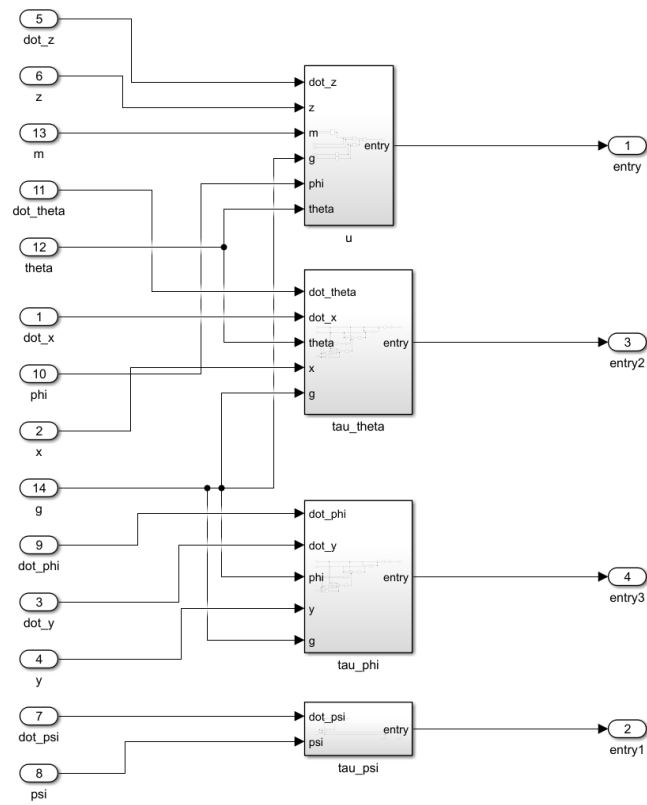 5
dot_z
6
z
13
m
11
dot_theta
12
theta
1
dot_x
10
phi
2
x
14
g
9
dot_phi
3
dot_y
4
y
7
dot_psi
8
psi
dot_z
z
m
g
phi
theta
entry
u
dot_theta
dot_x
theta
x
g
entry
tau_theta
dot_phi
dot_y
phi
y
g
entry
tau_phi
dot_psi
psi
entry
tau_psi
1
entry
3
entry2
4
entry3
2
entry1